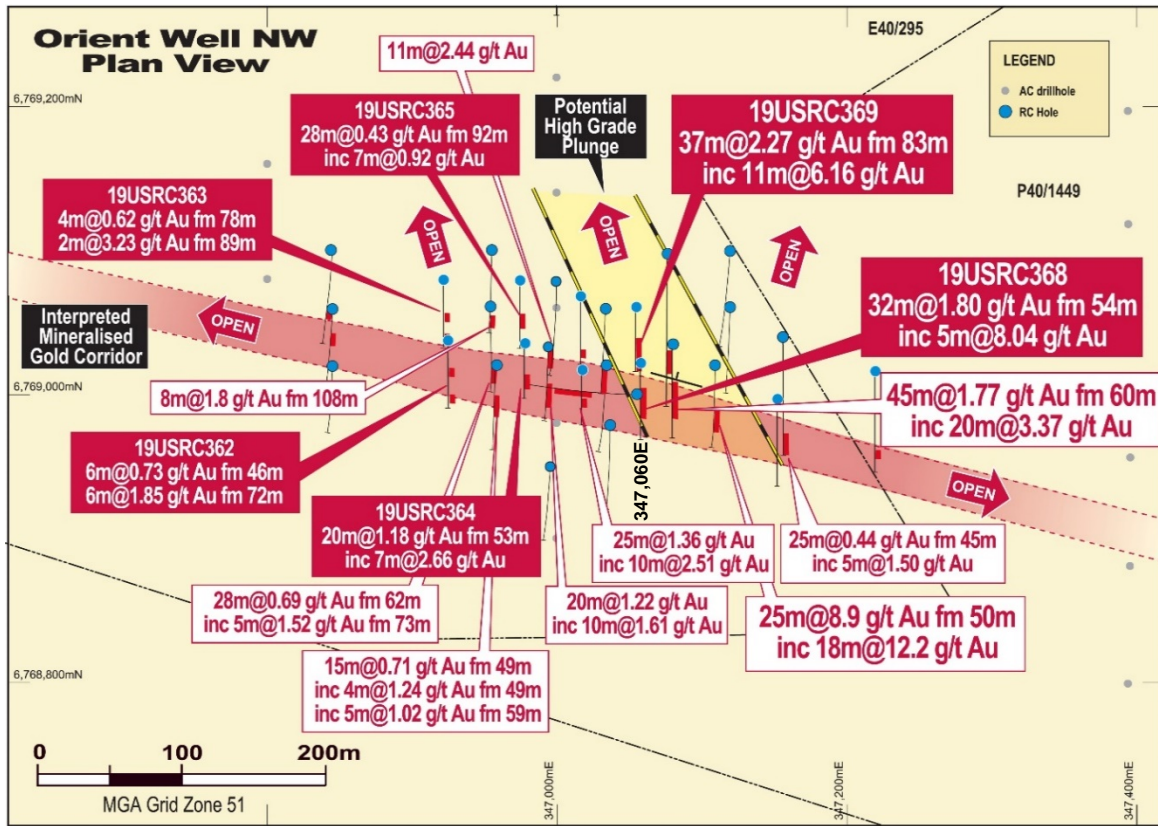 Orient Well NW
Plan View
11m@2.44 g/t Au
E40/295
LEGEND
AC drillhole
RC Hole
6,769,200mN
19USRC365
28m@0.43 g/t Au fm 92m
inc 7m@0.92 g/t Au
Potential
High Grade
Plunge
19USRC369
37m@2.27 g/t Au fm 83m
inc 11m@6.16 g/t Au
P40/1449
19USRC363
4m@0.62 g/t Au fm 78m
2m@3.23 g/t Au fm 89m
OPEN
OPEN
OPEN
19USRC368
32m@1.80 g/t Au fm 54m
inc 5m@8.04 g/t Au
Interpreted
Mineralised
Gold Corridor
OPEN
6,769,000mN
8m@1.8 g/t Au fm 108m
45m@1.77 g/t Au fm 60m
inc 20m@3.37 g/t Au
19USRC362
6m@0.73 g/t Au fm 46m
6m@1.85 g/t Au fm 72m
347,060E
OPEN
19USRC364
20m@1.18 g/t Au fm 53m
inc 7m@2.66 g/t Au
25m@1.36 g/t Au
inc 10m@2.51 g/t Au
25m@0.44 g/t Au fm 45m
inc 5m@1.50 g/t Au
28m@0.69 g/t Au fm 62m
inc 5m@1.52 g/t Au fm 73m
20m@1.22 g/t Au
inc 10m@1.61 g/t Au
25m@8.9 g/t Au fm 50m
inc 18m@12.2 g/t Au
15m@0.71 g/t Au fm 49m
inc 4m@1.24 g/t Au fm 49m
inc 5m@1.02 g/t Au fm 59m
6,768,800mN
0 100 200m
MGA Grid Zone 51
347,000mE
347,200mE
347,400mE